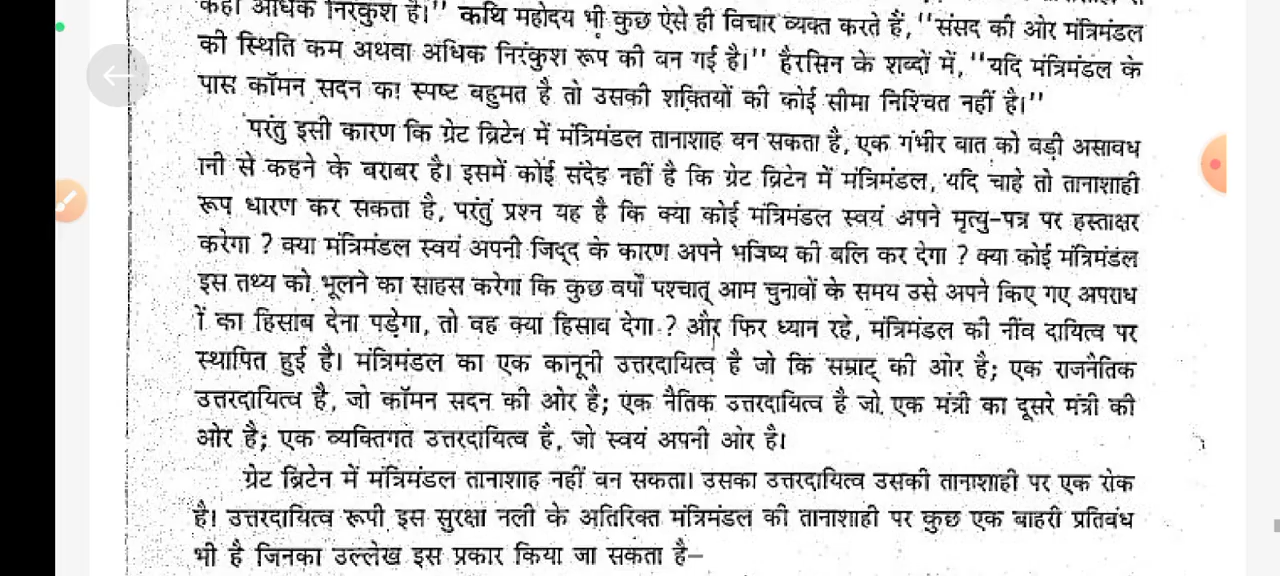 कहीं अधिक निरंकुश है।'' कथि महोदय भी कुछ ऐसे ही विचार व्यक्त करते हैं, ''संसद की ओर मंत्रिमंडल
की स्थिति कम अथवा अधिक निरंकुश रूप की बन गई है।'' हैरसिन के शब्दों में, ''यदि मंत्रिमंडल के
पास कॉमन सदन का स्पष्ट बहुमत है तो उसकी शक्तियों की कोई सीमा निश्चित नहीं है।''
परंतु इसी कारण कि ग्रेट ब्रिटेन में मंत्रिमंडल तानाशाह बन सकता है, एक गंभीर बात को बड़ी असावध
ानी से कहने के बराबर है। इसमें कोई संदेह नहीं है कि ग्रेट ब्रिटेन में मंत्रिमंडल, यदि चाहे तो तानाशाही
रूप धारण कर सकता है, परंतु प्रश्न यह है कि क्या कोई मंत्रिमंडल स्वयं अपने मृत्यु-पत्र पर हस्ताक्षर
करेगा ? क्या मंत्रिमंडल स्वयं अपनी जिद्द के कारण अपने भविष्य की बलि कर देगा ? क्या कोई मंत्रिमंडल
इस तथ्य को भूलने का साहस करेगा कि कुछ वर्षों पश्चात् आम चुनावों के समय उसे अपने किए गए अपराध
ों का हिसाब देना पड़ेगा, तो वह क्या हिसाब देगा ? और फिर ध्यान रहे, मंत्रिमंडल की नींव दायित्व पर
स्थापित हुई है। मंत्रिमंडल का एक कानूनी उत्तरदायित्व है जो कि सम्राट् की ओर है; एक राजनैतिक
उत्तरदायित्व है, जो कॉमन सदन की ओर है; एक नैतिक उत्तरदायित्व है जो एक मंत्री का दूसरे मंत्री की
ओर है; एक व्यक्तिगत उत्तरदायित्व है, जो स्वयं अपनी ओर है।
ग्रेट ब्रिटेन में मंत्रिमंडल तानाशाह नहीं बन सकता। उसका उत्तरदायित्व उसकी तानाशाही पर एक रोक
है। उत्तरदायित्व रूपी इस सुरक्षा नली के अतिरिक्त मंत्रिमंडल की तानाशाही पर कुछ एक बाहरी प्रतिबंध
भी है जिनका उल्लेख इस प्रकार किया जा सकता है–